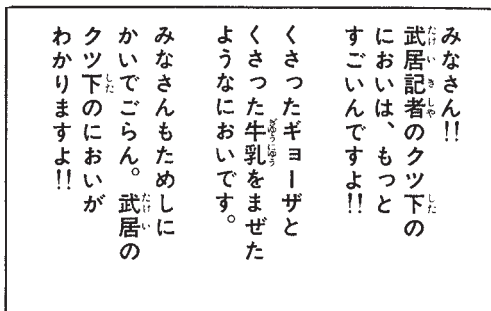 みなさん!!
武居記者のクツ下の
においは、もっと
すごいんですよ!!
くさったギョーザと
くさった牛乳をまぜた
ようなにおいです。
みなさんもためしに
かいでごらん。武居の
クツ下のにおいが
わかりますよ!!